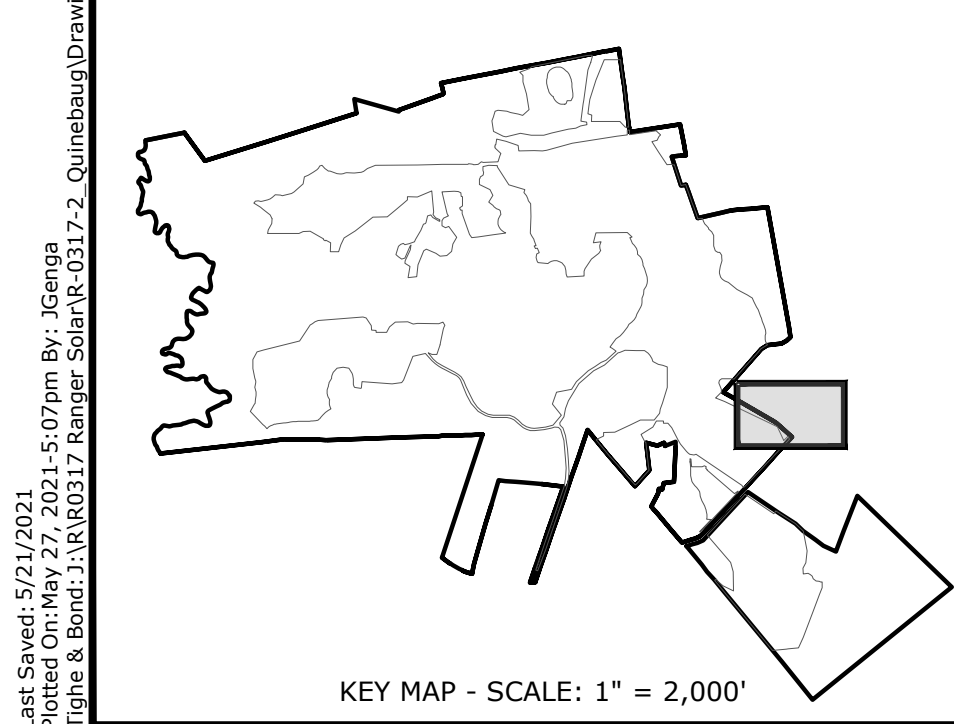 Last Saved: 5/21/2021
Plotted On:May 27, 2021-5:07pm By: JGenga
Tighe & Bond: J:\R\R0317 Ranger Solar\R-0317-2_Quinebaug\Drawi
KEY MAP - SCALE: 1" = 2,000'